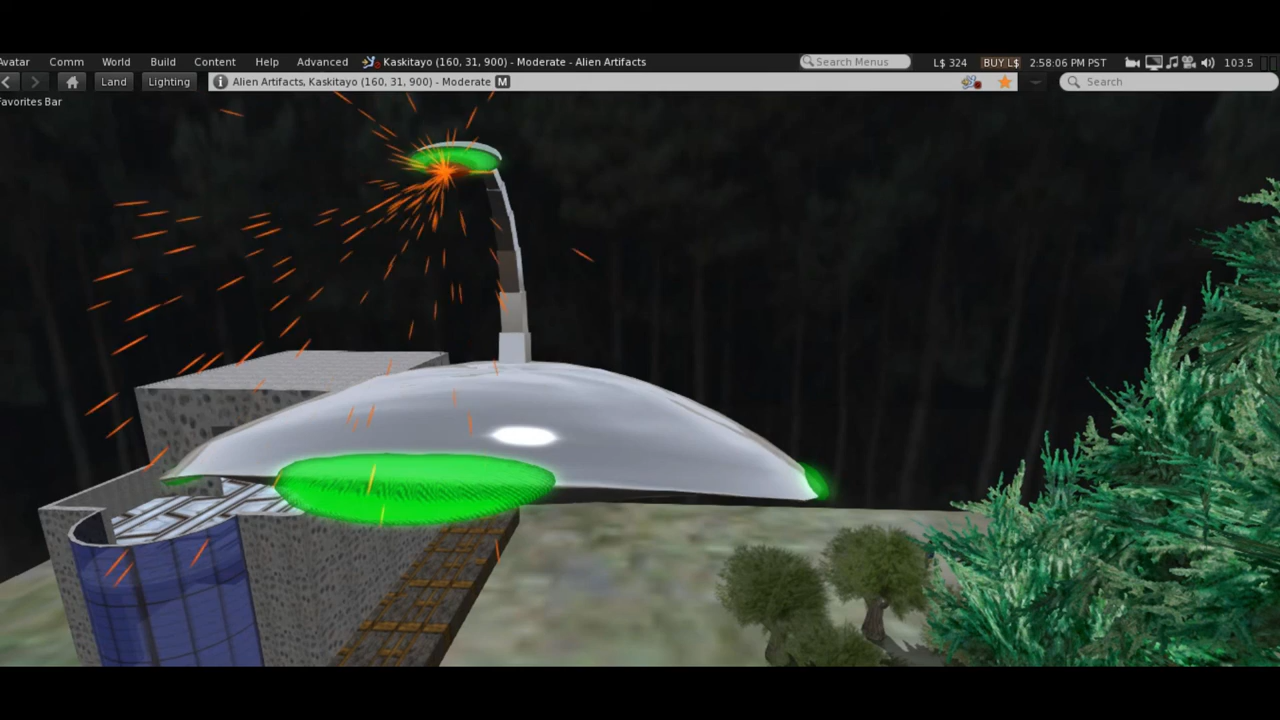 Avatar Comm World Build Content Help Advanced Kaskitayo (160, 31, 900) - Moderate - Alien Artifacts Search Menus L$ 324 BUY L$ 2:58:06 PM PST 103.5
Land Lighting Alien Artifacts, Kaskitayo (160, 31, 900) - Moderate M Search
Favorites Bar